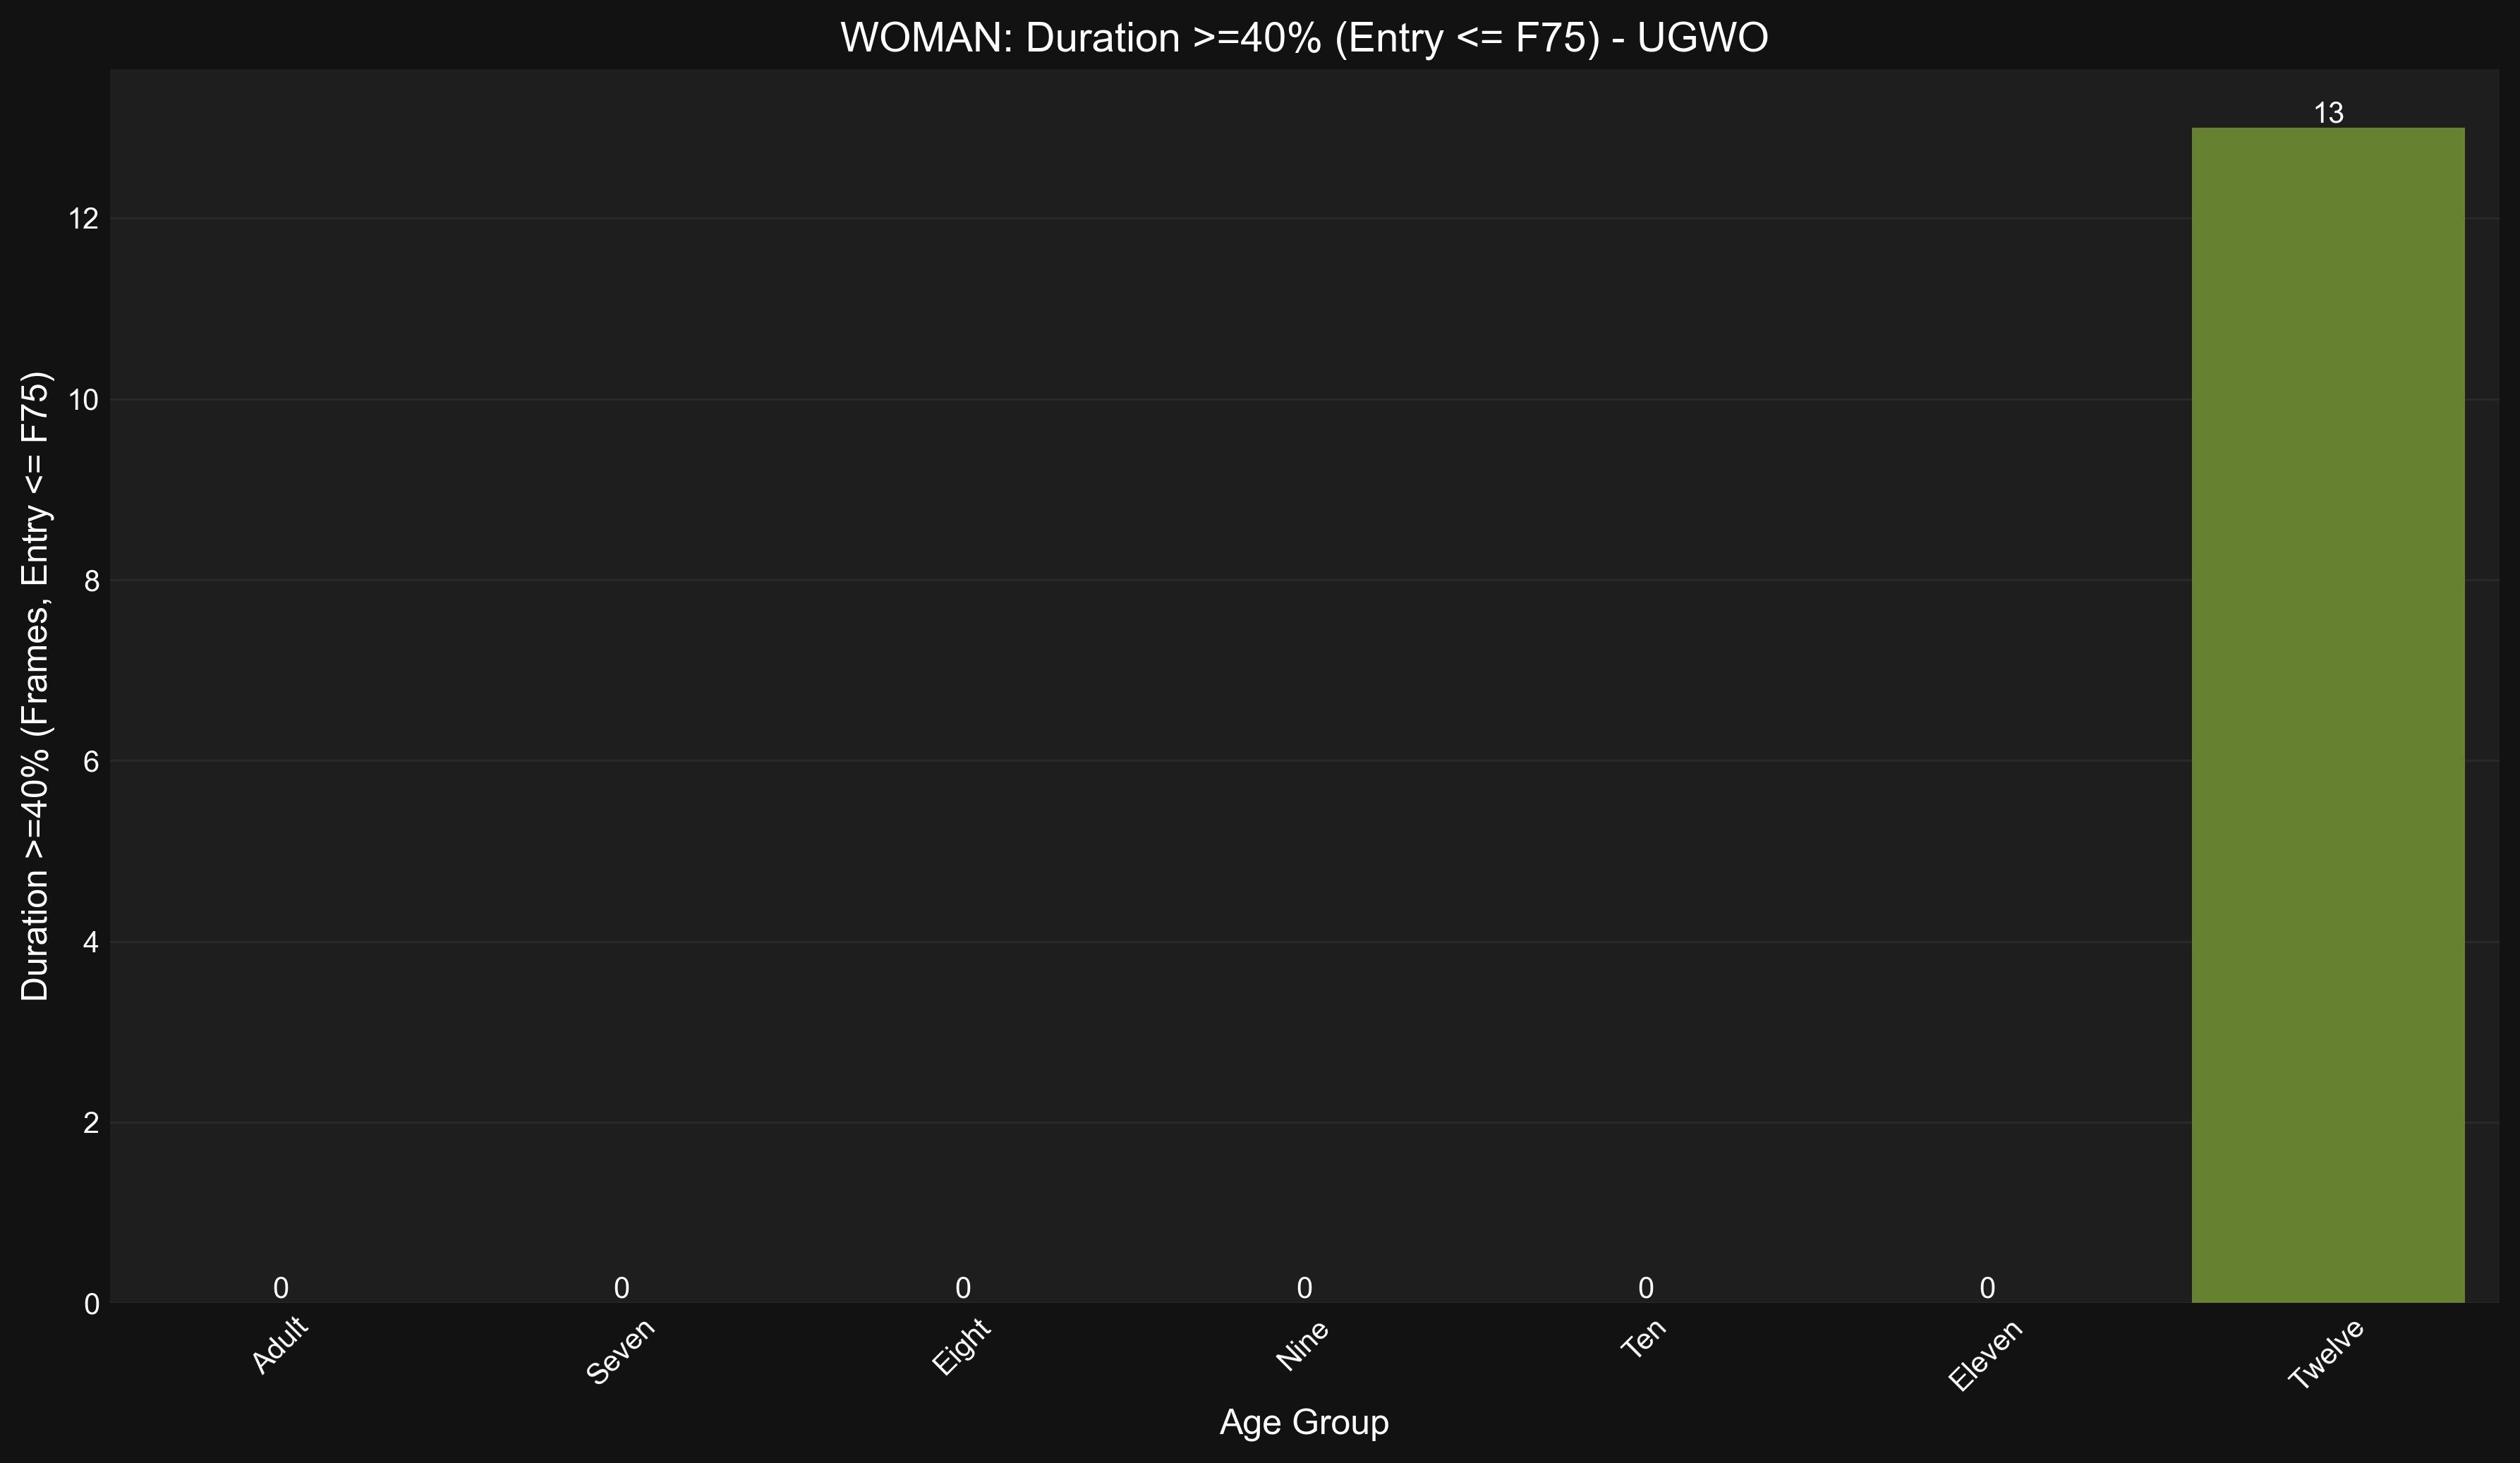 WOMAN: Duration >=40% (Entry <= F75) - UGWO
Duration >=40% (Frames, Entry <= F75)
12
10
8
6
4
2
0
13
0
0
0
0
0
0
Adult
Seven
Eight
Nine
Ten
Eleven
Twelve
Age Group